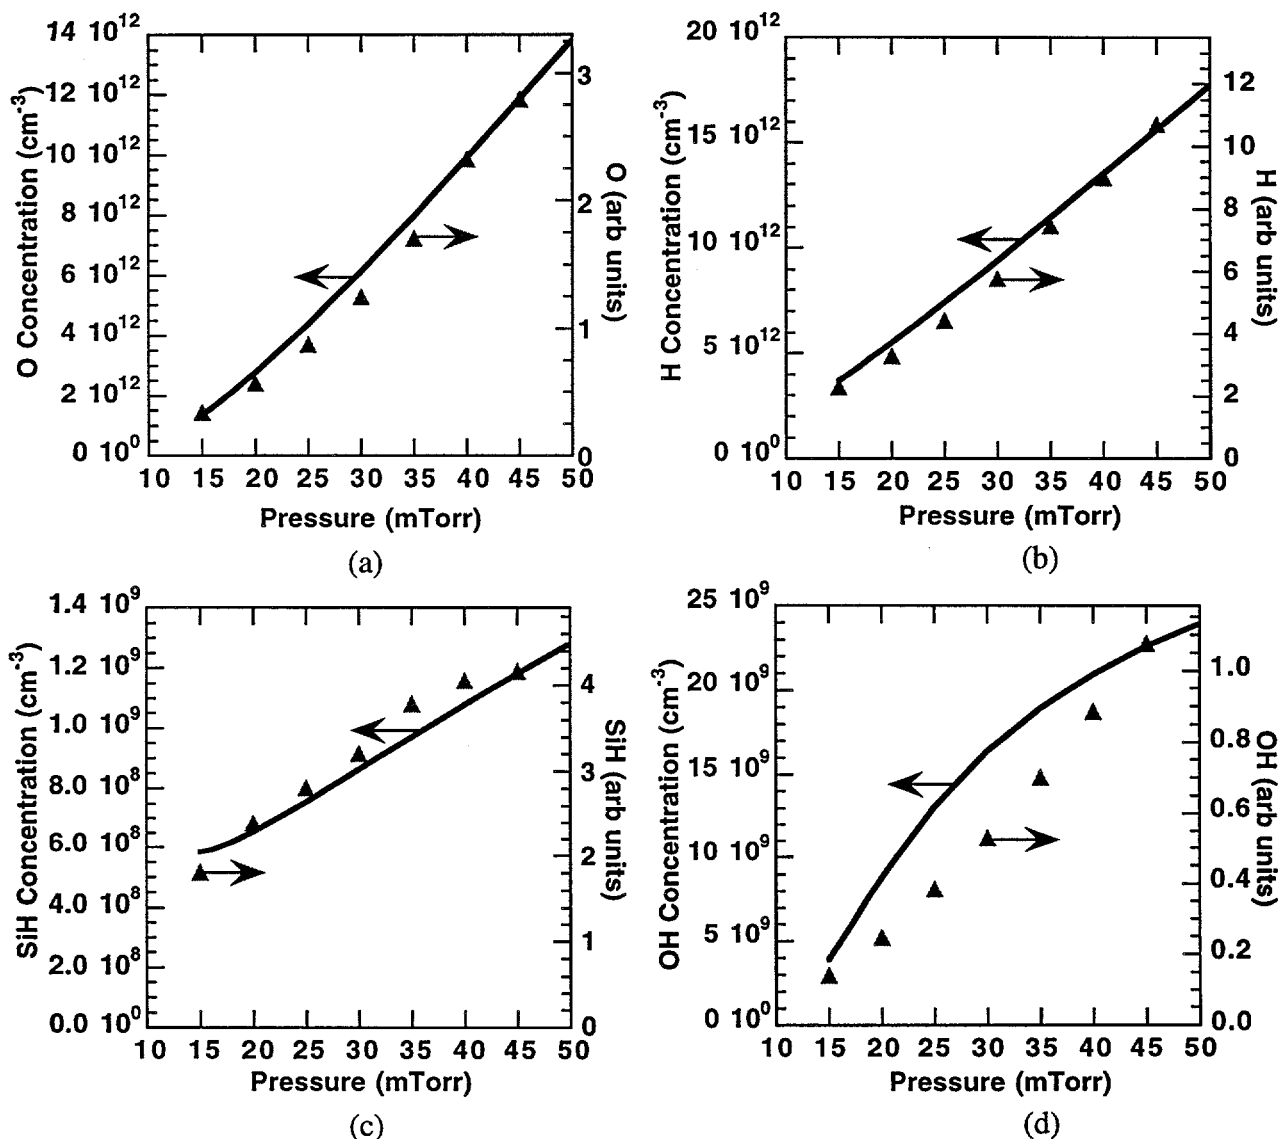 14 10^12
12 10^12
10 10^12
8 10^12
6 10^12
4 10^12
2 10^12
0 10^0
O Concentration (cm^-3)
3
2
1
0
O (arb units)
10 15 20 25 30 35 40 45 50
Pressure (mTorr)
(a)
20 10^12
15 10^12
10 10^12
5 10^12
0 10^0
H Concentration (cm^-3)
12
10
8
6
4
2
0
H (arb units)
10 15 20 25 30 35 40 45 50
Pressure (mTorr)
(b)
1.4 10^9
1.2 10^9
1.0 10^9
8.0 10^8
6.0 10^8
4.0 10^8
2.0 10^8
0.0 10^0
SiH Concentration (cm^-3)
4
3
2
1
0
SiH (arb units)
10 15 20 25 30 35 40 45 50
Pressure (mTorr)
(c)
25 10^9
20 10^9
15 10^9
10 10^9
5 10^9
0 10^0
OH Concentration (cm^-3)
1.0
0.8
0.6
0.4
0.2
0.0
OH (arb units)
10 15 20 25 30 35 40 45 50
Pressure (mTorr)
(d)